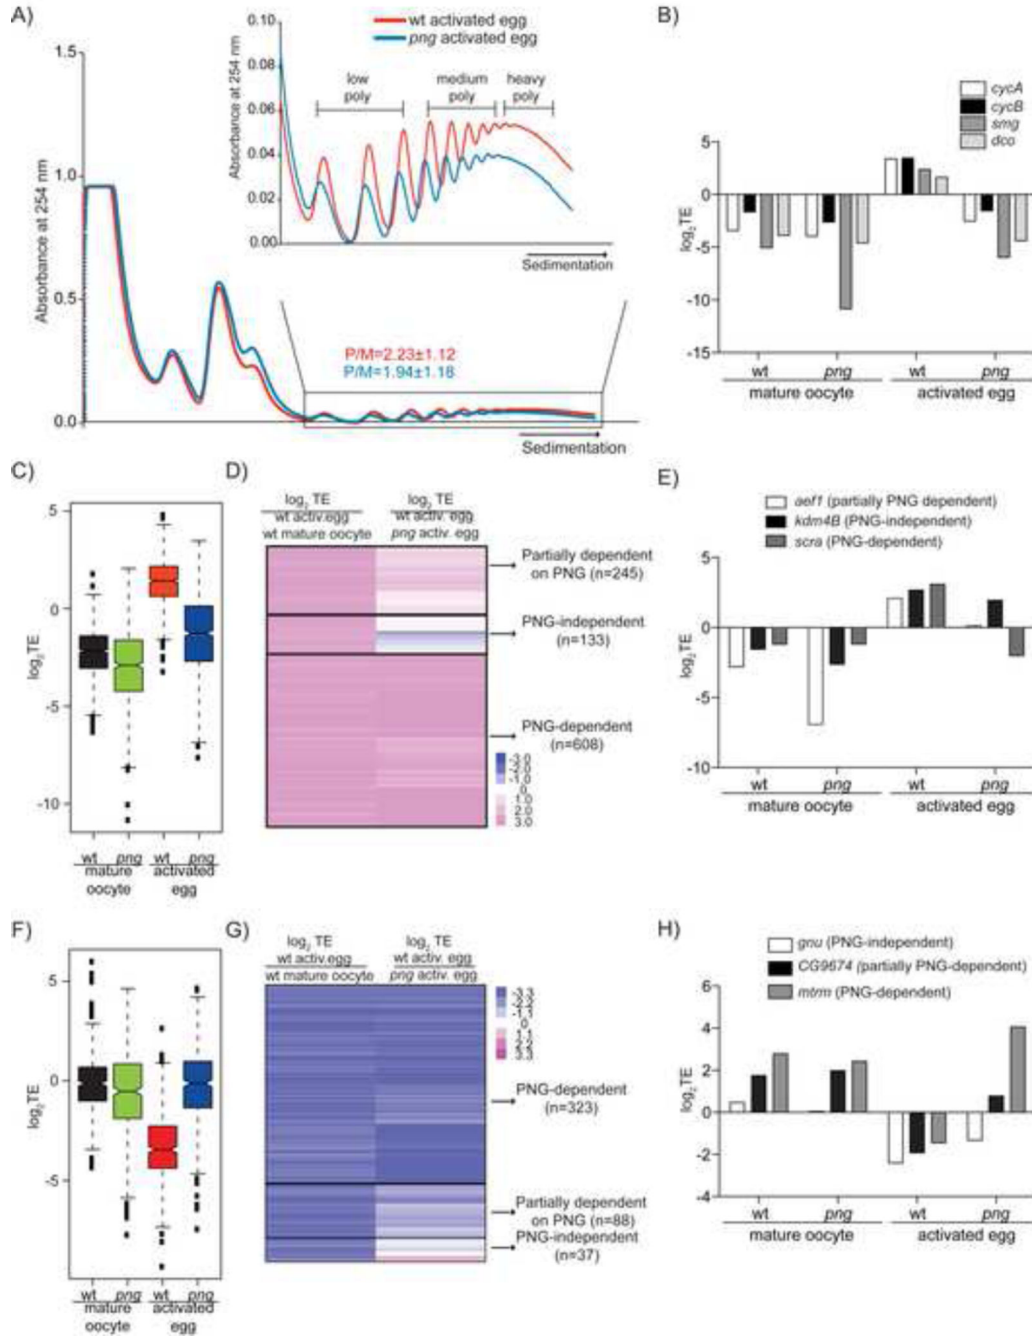 A)
wt activated egg
png activated egg
Absorbance at 254 nm
0.10
0.08
0.06
0.04
0.02
0.00
low
poly
medium
poly
heavy
poly
Sedimentation
Absorbance at 254 nm
1.5
1.0
0.5
0.0
P/M=2.23±1.12
P/M=1.94±1.18
Sedimentation
B)
cycA
cycB
smg
dco
log2TE
5
0
-5
-10
-15
wt png wt png
mature oocyte activated egg
C)
log2TE
5
0
-5
-10
wt png wt png
mature activated
oocyte egg
D)
log2 TE log2 TE
wt activ.egg wt activ. egg
wt mature oocyte png activ. egg
Partially dependent
on PNG (n=245)
PNG-independent
(n=133)
PNG-dependent
(n=608)
-3.0
-2.0
-1.0
0
1.0
2.0
3.0
E)
aef1 (partially PNG dependent)
kdm4B (PNG-independent)
scra (PNG-dependent)
log2TE
5
0
-5
-10
wt png wt png
mature oocyte activated egg
F)
log2TE
5
0
-5
wt png wt png
mature activated
oocyte egg
G)
log2 TE log2 TE
wt activ.egg wt activ. egg
wt mature oocyte png activ. egg
-3.3
-2.2
-1.1
0
1.1
2.2
3.3
PNG-dependent
(n=323)
Partially dependent
on PNG (n=88)
PNG-independent
(n=37)
H)
gnu (PNG-independent)
CG9674 (partially PNG-dependent)
mtrm (PNG-dependent)
log2TE
6
4
2
0
-2
-4
wt png wt png
mature oocyte activated egg